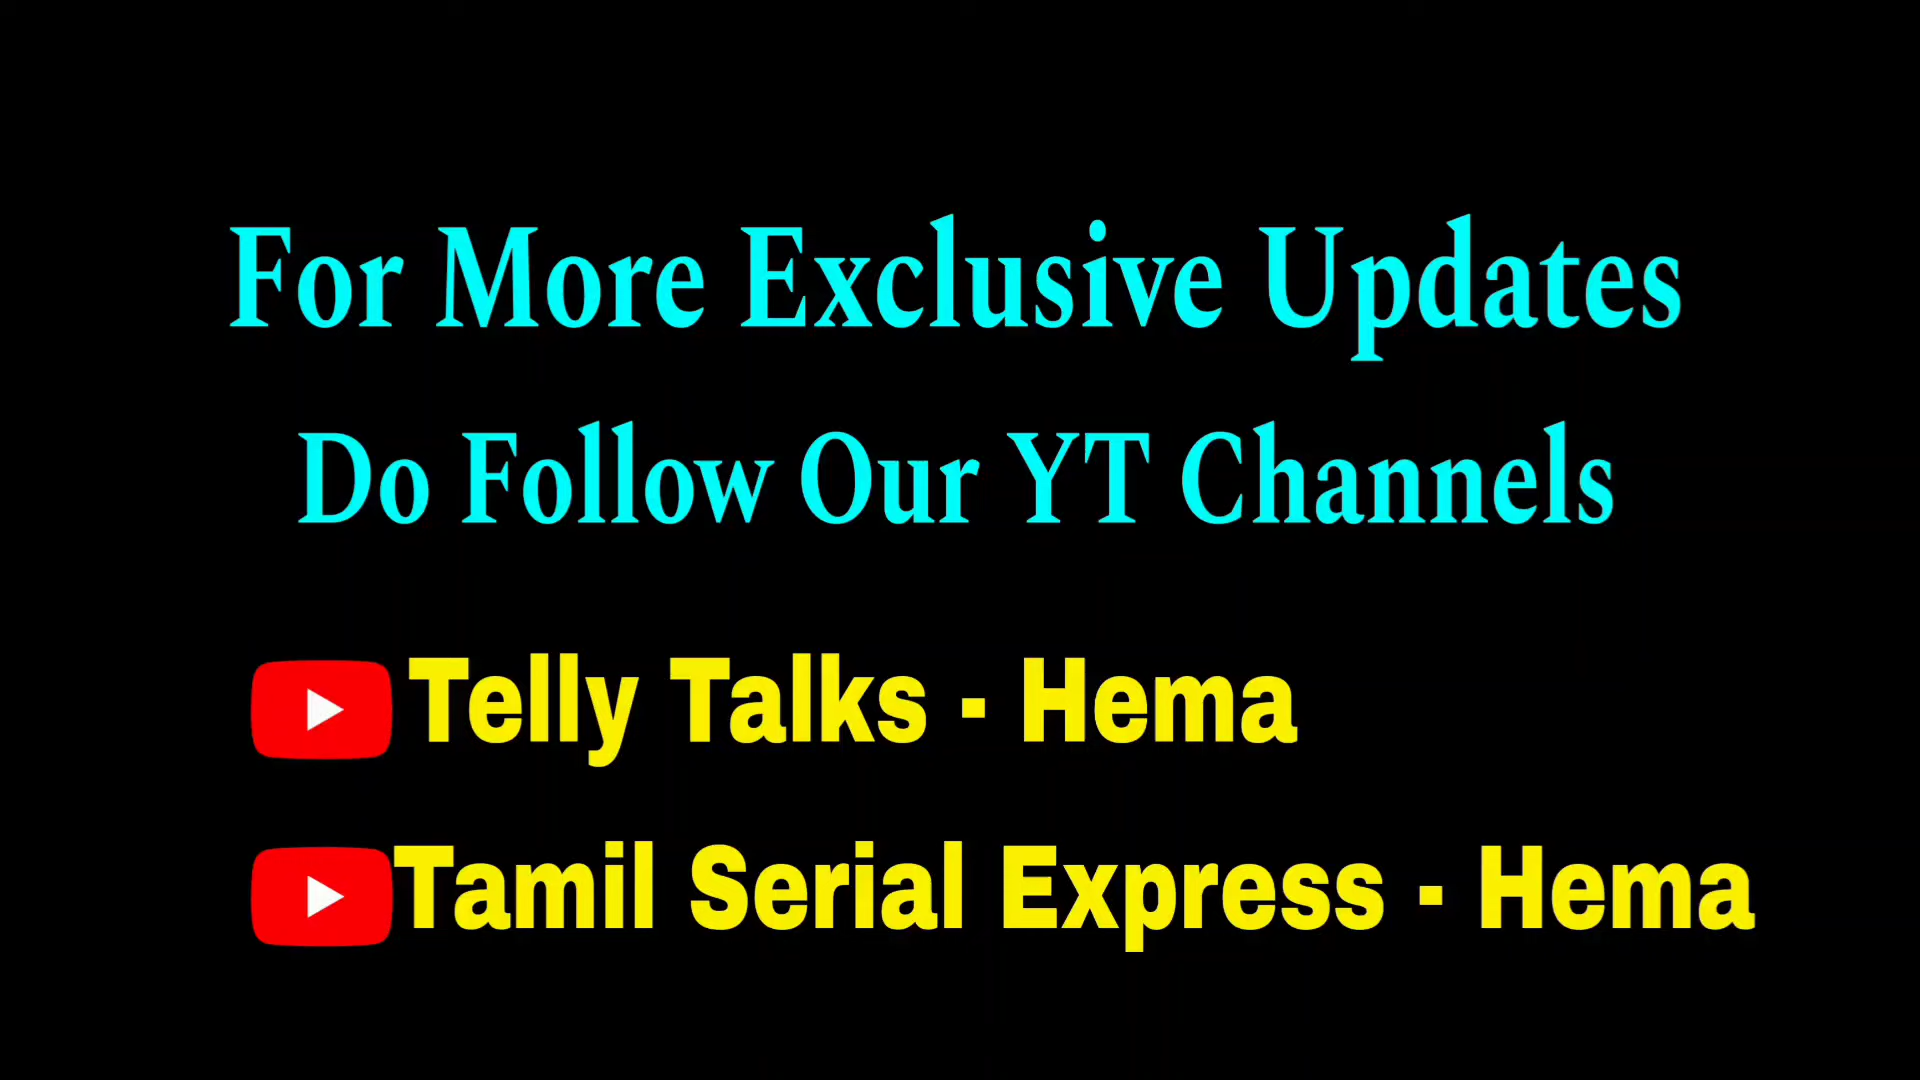 For More Exclusive Updates
Do Follow Our YT Channels
Telly Talks - Hema
Tamil Serial Express - Hema